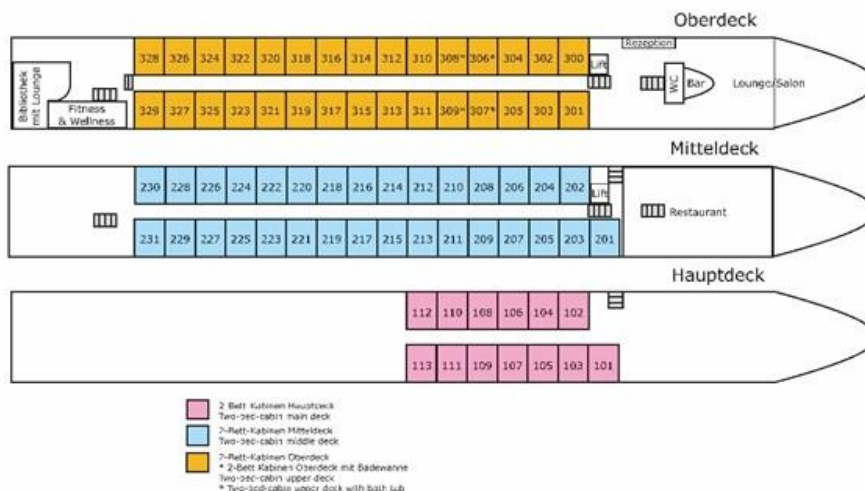 Oberdeck
Rezeption
328 326 324 322 320 318 316 314 312 310 308* 306* 304 302 300
Lift
Bibliothek
mit Lounge
Fitness
& Wellness
WC
Bar
Lounge/Salon
329 327 325 323 321 319 317 315 313 311 309* 307* 305 303 301
Mitteldeck
230 228 226 224 222 220 218 216 214 212 210 208 206 204 202
Lift
Restaurant
231 229 227 225 223 221 219 217 215 213 211 209 207 205 203 201
Hauptdeck
112 110 108 106 104 102
113 111 109 107 105 103 101
2-Bett-Kabinen Hauptdeck
Two-bed-cabin main deck
2-Bett-Kabinen Mitteldeck
Two-bed-cabin middle deck
2-Bett-Kabinen Oberdeck
* 2-Bett Kabinen Oberdeck mit Badewanne
Two-bed-cabin upper deck
* Two-bed-cabin upper deck with bath tub